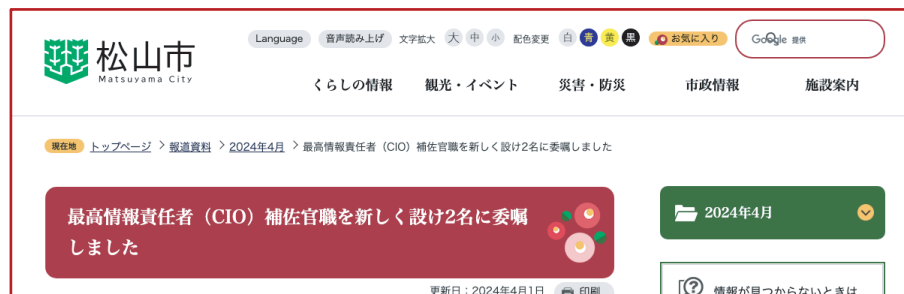 松山市
Matsuyama City
Language 音声読み上げ 文字拡大 大 中 小 配色変更 白 青 黄 黒 お気に入り Google 提供
くらしの情報 観光・イベント 災害・防災 市政情報 施設案内
現在地 トップページ > 報道資料 > 2024年4月 > 最高情報責任者（CIO）補佐官職を新しく設け2名に委嘱しました
最高情報責任者（CIO）補佐官職を新しく設け2名に委嘱
しました
2024年4月
更新日：2024年4月1日 印刷
情報が見つからないときは